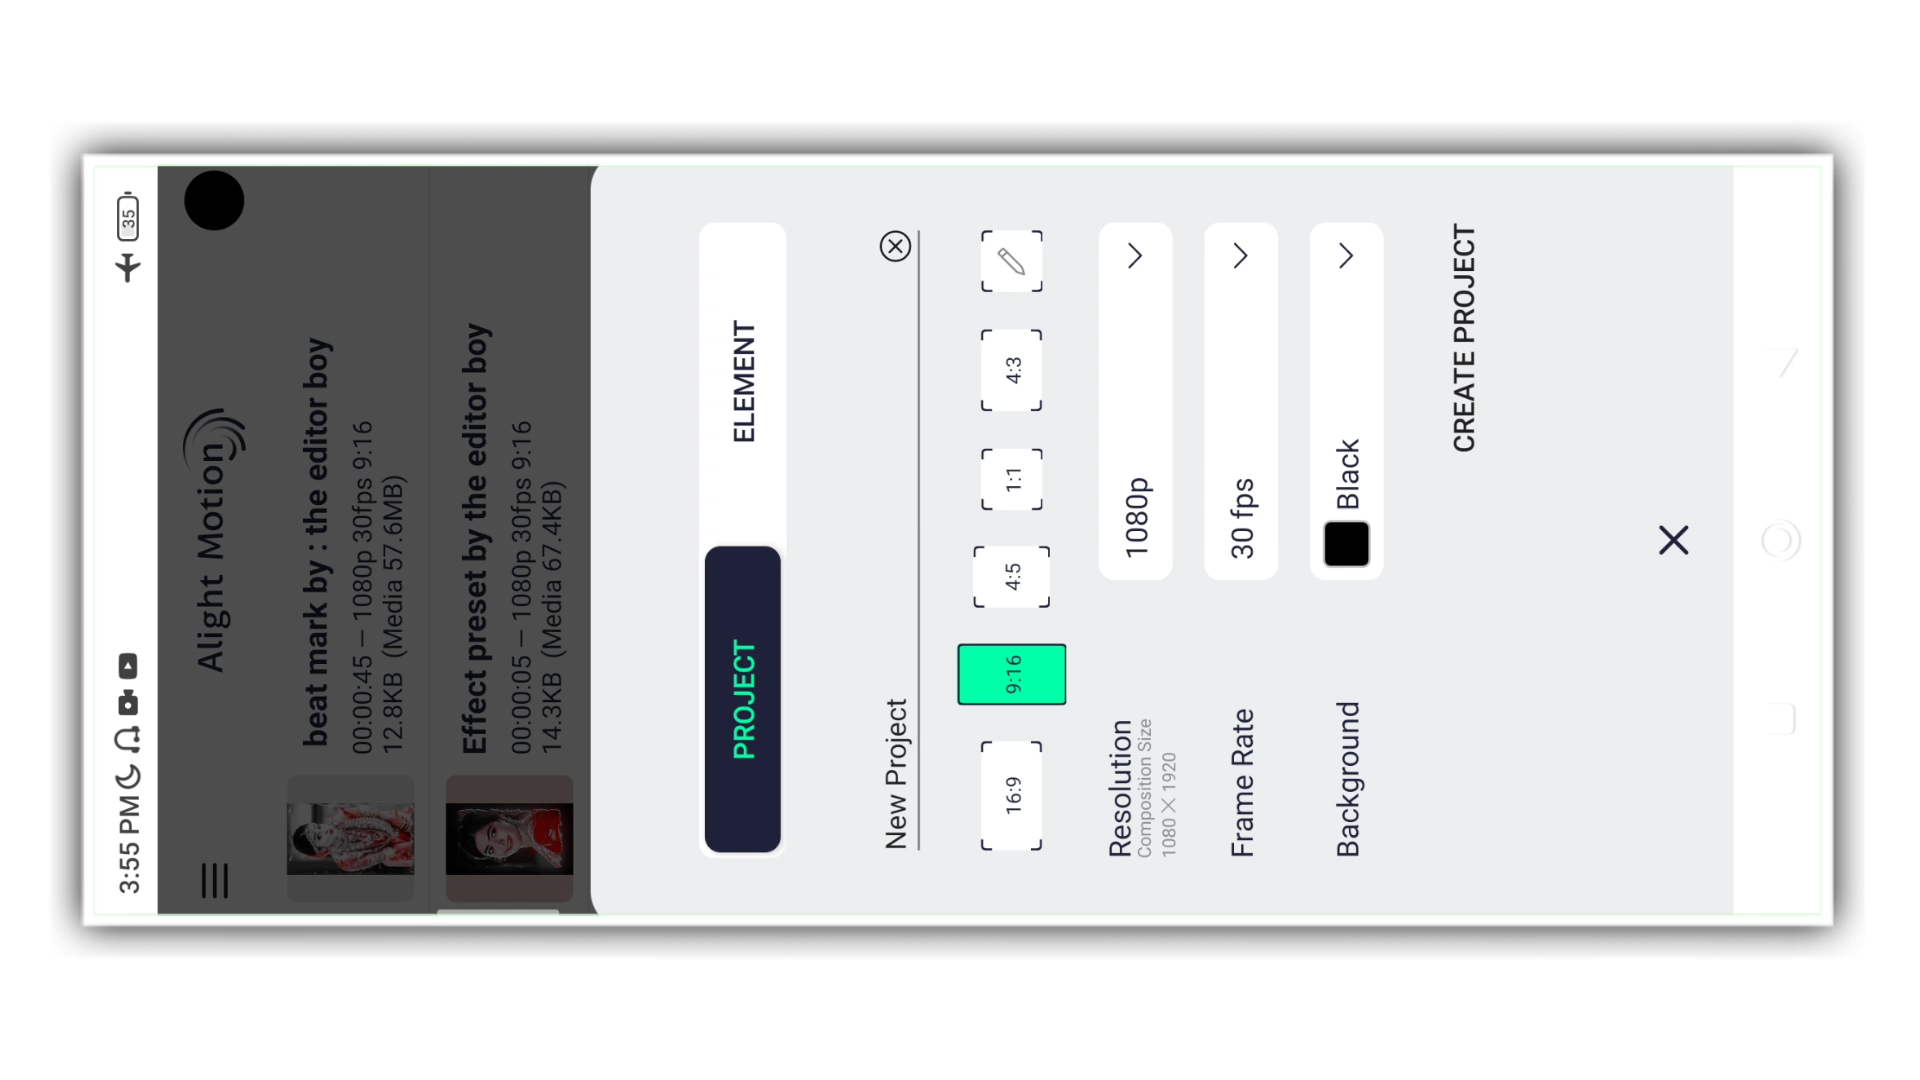 3:55 PM
35
Alight Motion
beat mark by : the editor boy
00:00:45 — 1080p 30fps 9:16
12.8KB (Media 57.6MB)
Effect preset by the editor boy
00:00:05 — 1080p 30fps 9:16
14.3KB (Media 67.4KB)
PROJECT
ELEMENT
New Project
16:9
9:16
4:5
1:1
4:3
Resolution
Composition Size
1080 X 1920
1080p
Frame Rate
30 fps
Background
Black
CREATE PROJECT